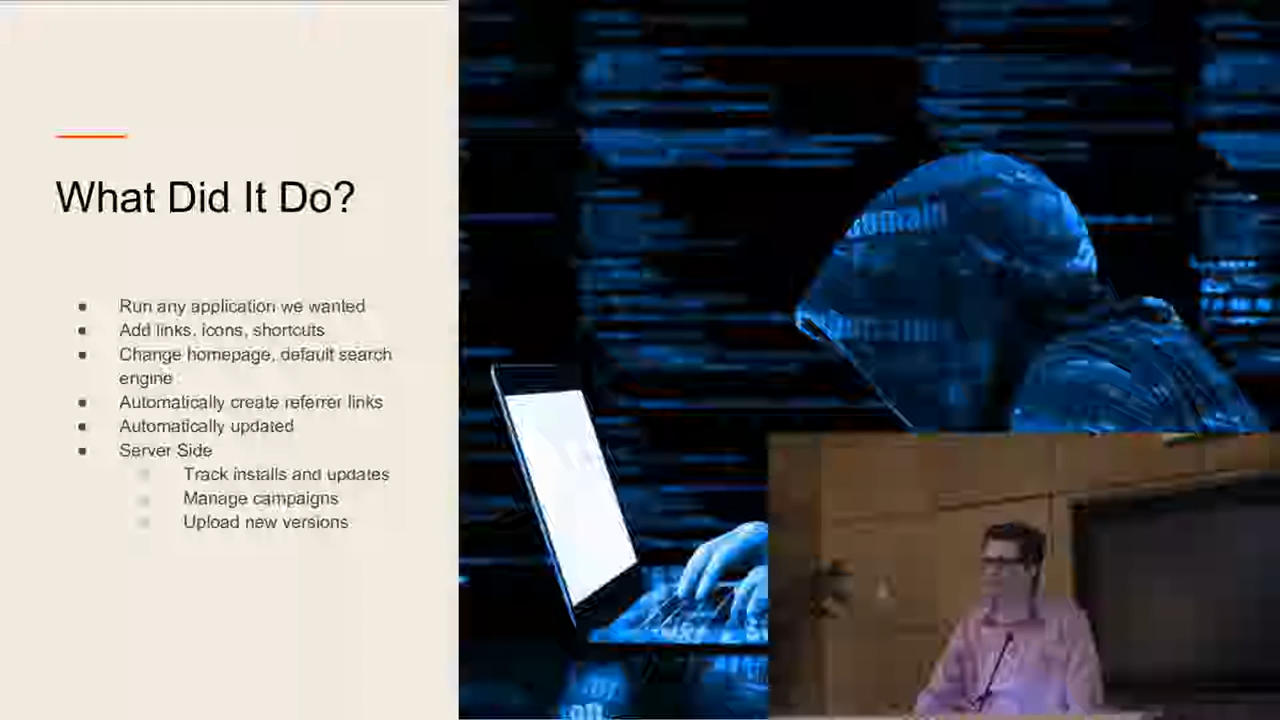 What Did It Do?
● Run any application we wanted
● Add links, icons, shortcuts
● Change homepage, default search
engine
● Automatically create referrer links
● Automatically updated
● Server Side
Track installs and updates
Manage campaigns
Upload new versions
domain